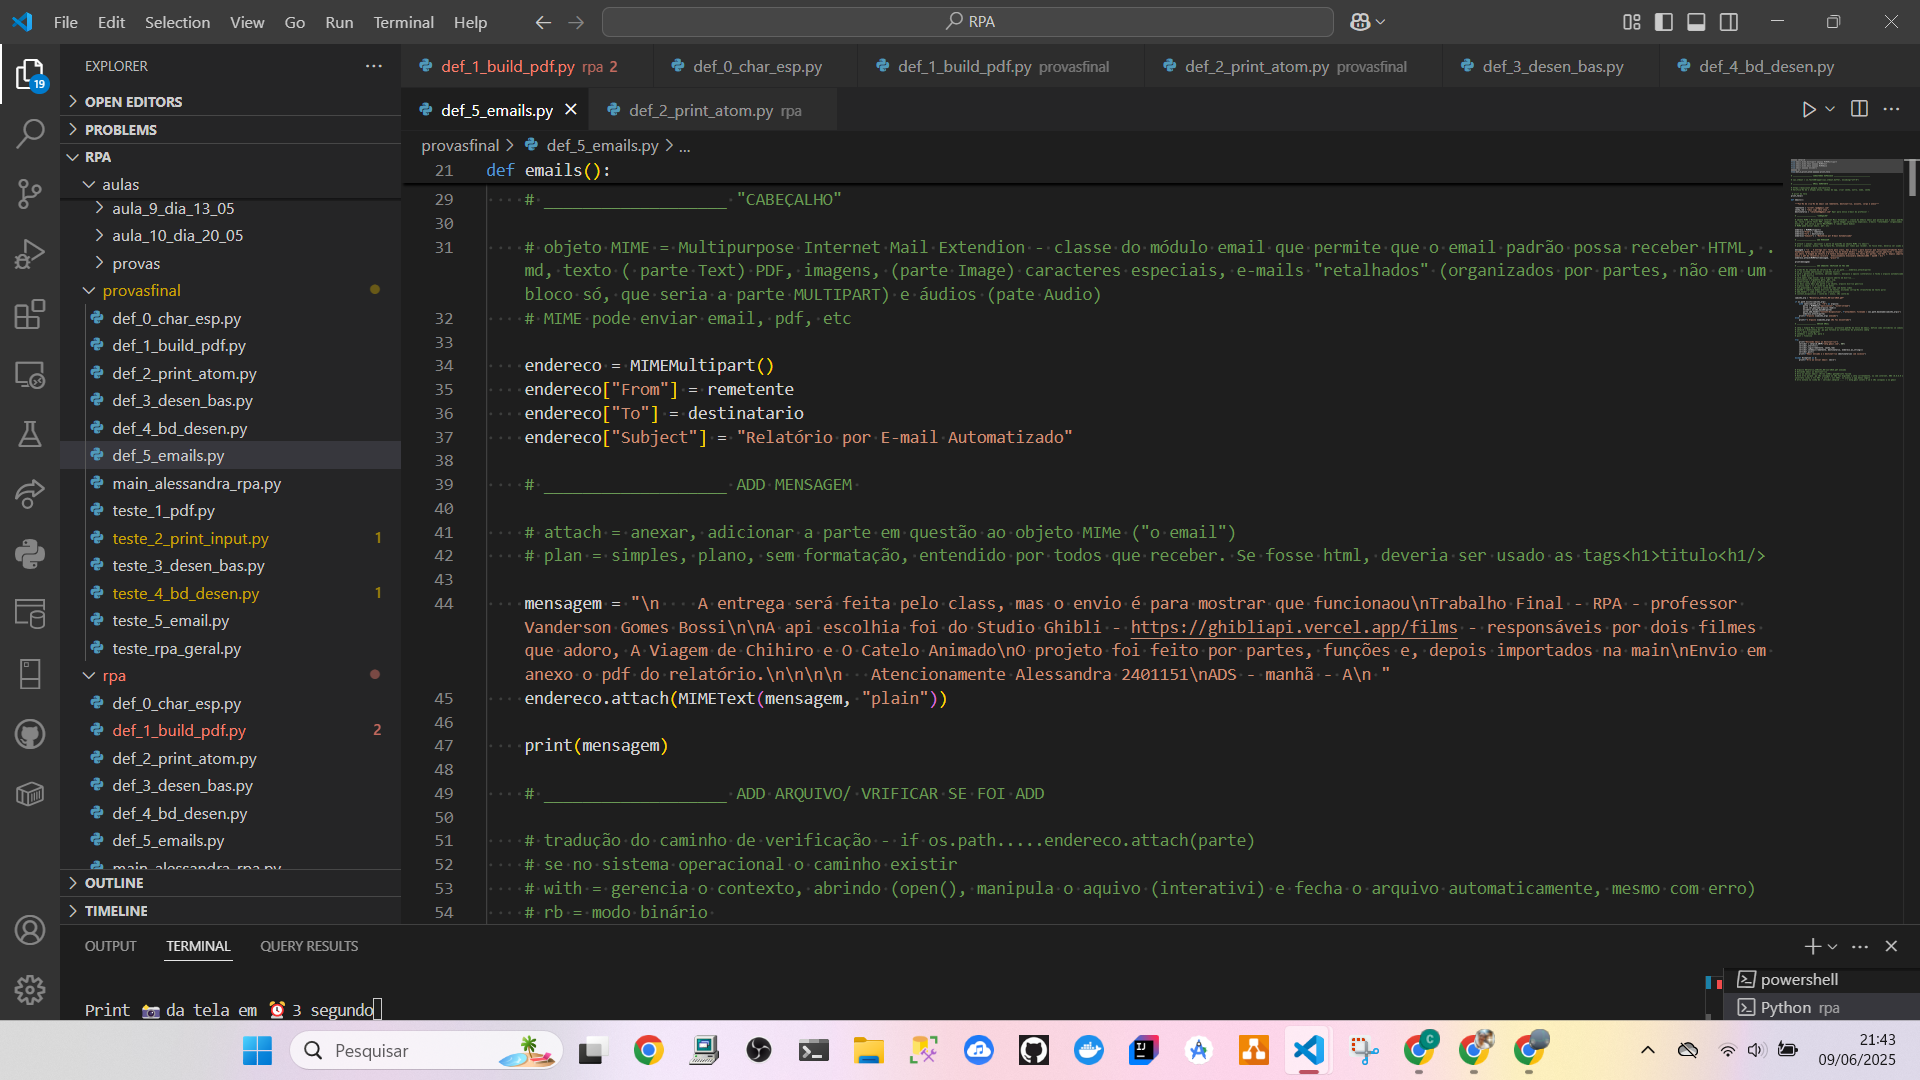 File Edit Selection View Go Run Terminal Help
RPA
EXPLORER
OPEN EDITORS
PROBLEMS
RPA
aulas
aula_9_dia_13_05
aula_10_dia_20_05
provas
provasfinal
def_0_char_esp.py
def_1_build_pdf.py
def_2_print_atom.py
def_3_desen_bas.py
def_4_bd_desen.py
def_5_emails.py
main_alessandra_rpa.py
teste_1_pdf.py
teste_2_print_input.py 1
teste_3_desen_bas.py
teste_4_bd_desen.py 1
teste_5_email.py
teste_rpa_geral.py
rpa
def_0_char_esp.py
def_1_build_pdf.py 2
def_2_print_atom.py
def_3_desen_bas.py
def_4_bd_desen.py
def_5_emails.py
main_alessandra_rpa.py
OUTLINE
TIMELINE
19
def_1_build_pdf.py rpa 2 def_0_char_esp.py def_1_build_pdf.py provasfinal def_2_print_atom.py provasfinal def_3_desen_bas.py def_4_bd_desen.py
def_5_emails.py def_2_print_atom.py rpa
provasfinal > def_5_emails.py > ...
21 def emails():
29 # ___________________ "CABEÇALHO"
30
31 # objeto MIME = Multipurpose Internet Mail Extendion - classe do módulo email que permite que o email padrão possa receber HTML, .
md, texto ( parte Text) PDF, imagens, (parte Image) caracteres especiais, e-mails "retalhados" (organizados por partes, não em um
bloco só, que seria a parte MULTIPART) e áudios (pate Audio)
32 # MIME pode enviar email, pdf, etc
33
34 endereco = MIMEMultipart()
35 endereco["From"] = remetente
36 endereco["To"] = destinatario
37 endereco["Subject"] = "Relatório por E-mail Automatizado"
38
39 # ___________________ ADD MENSAGEM
40
41 # attach = anexar, adicionar a parte em questão ao objeto MIMe ("o email")
42 # plan = simples, plano, sem formatação, entendido por todos que receber. Se fosse html, deveria ser usado as tags<h1>titulo<h1/>
43
44 mensagem = "\n    A entrega será feita pelo class, mas o envio é para mostrar que funcionaou\nTrabalho Final - RPA - professor
Vanderson Gomes Bossi\n\nA api escolhia foi do Studio Ghibli - https://ghibliapi.vercel.app/films - responsáveis por dois filmes
que adoro, A Viagem de Chihiro e O Catelo Animado\nO projeto foi feito por partes, funções e, depois importados na main\nEnvio em
anexo o pdf do relatório.\n\n\n\n   Atencionamente Alessandra 2401151\nADS - manhã - A\n "
45 endereco.attach(MIMEText(mensagem, "plain"))
46
47 print(mensagem)
48
49 # ___________________ ADD ARQUIVO/ VRIFICAR SE FOI ADD
50
51 # tradução do caminho de verificação - if os.path.....endereco.attach(parte)
52 # se no sistema operacional o caminho existir
53 # with = gerencia o contexto, abrindo (open(), manipula o aquivo (interativi) e fecha o arquivo automaticamente, mesmo com erro)
54 # rb = modo binário
OUTPUT TERMINAL QUERY RESULTS
Print 📷 da tela em ⏰ 3 segundo
powershell
Python rpa
Pesquisar
21:43
09/06/2025